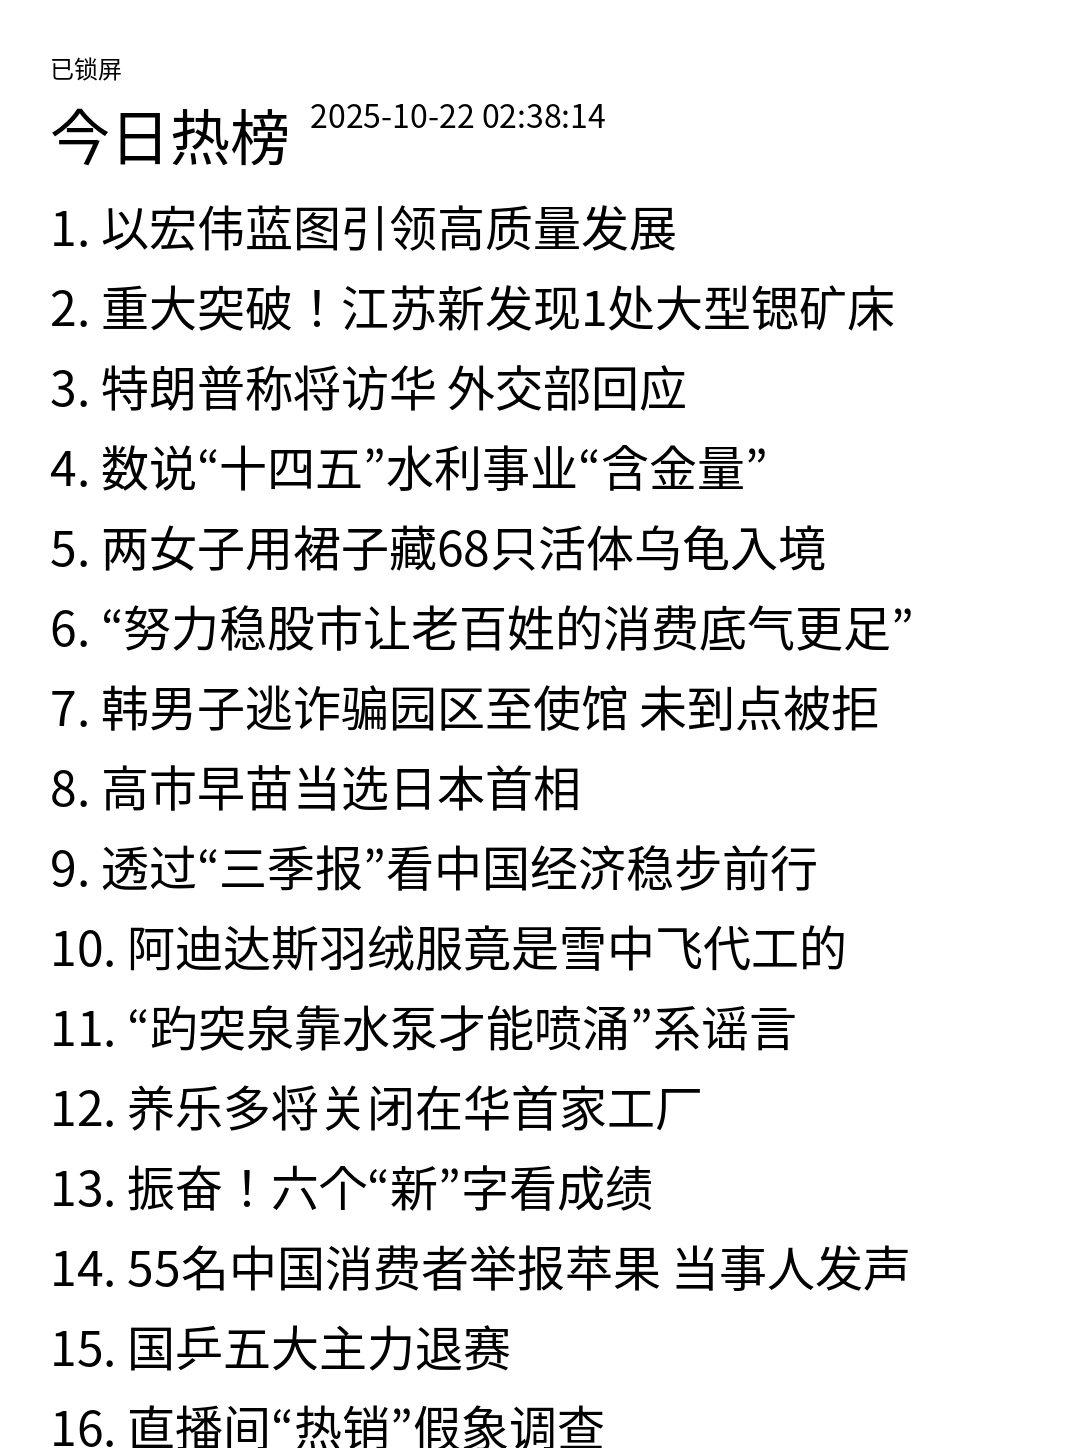 已锁屏
今日热榜 2025-10-22 02:38:14
1. 以宏伟蓝图引领高质量发展
2. 重大突破！江苏新发现1处大型锶矿床
3. 特朗普称将访华 外交部回应
4. 数说“十四五”水利事业“含金量”
5. 两女子用裙子藏68只活体乌龟入境
6. “努力稳股市让老百姓的消费底气更足”
7. 韩男子逃诈骗园区至使馆 未到点被拒
8. 高市早苗当选日本首相
9. 透过“三季报”看中国经济稳步前行
10. 阿迪达斯羽绒服竟是雪中飞代工的
11. “趵突泉靠水泵才能喷涌”系谣言
12. 养乐多将关闭在华首家工厂
13. 振奋！六个“新”字看成绩
14. 55名中国消费者举报苹果 当事人发声
15. 国乒五大主力退赛
16. 直播间“热销”假象调查